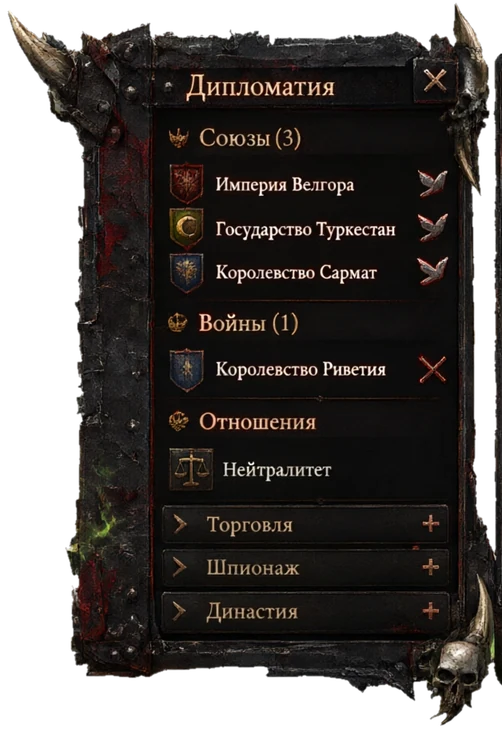 Дипломатия
Союзы (3)
Империя Велгора
Государство Туркестан
Королевство Сармат
Войны (1)
Королевство Риветия
Отношения
Нейтралитет
Торговля
Шпионаж
Династия